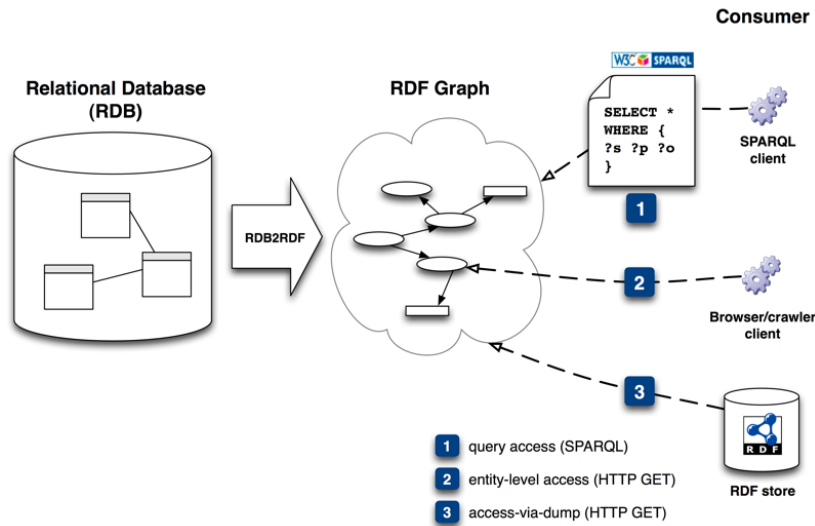 Consumer
Relational Database
(RDB)
RDF Graph
W3C SPARQL
SELECT *
WHERE {
?s ?p ?o
}
SPARQL
client
1
RDB2RDF
2
Browser/crawler
client
3
RDF
RDF store
1 query access (SPARQL)
2 entity-level access (HTTP GET)
3 access-via-dump (HTTP GET)